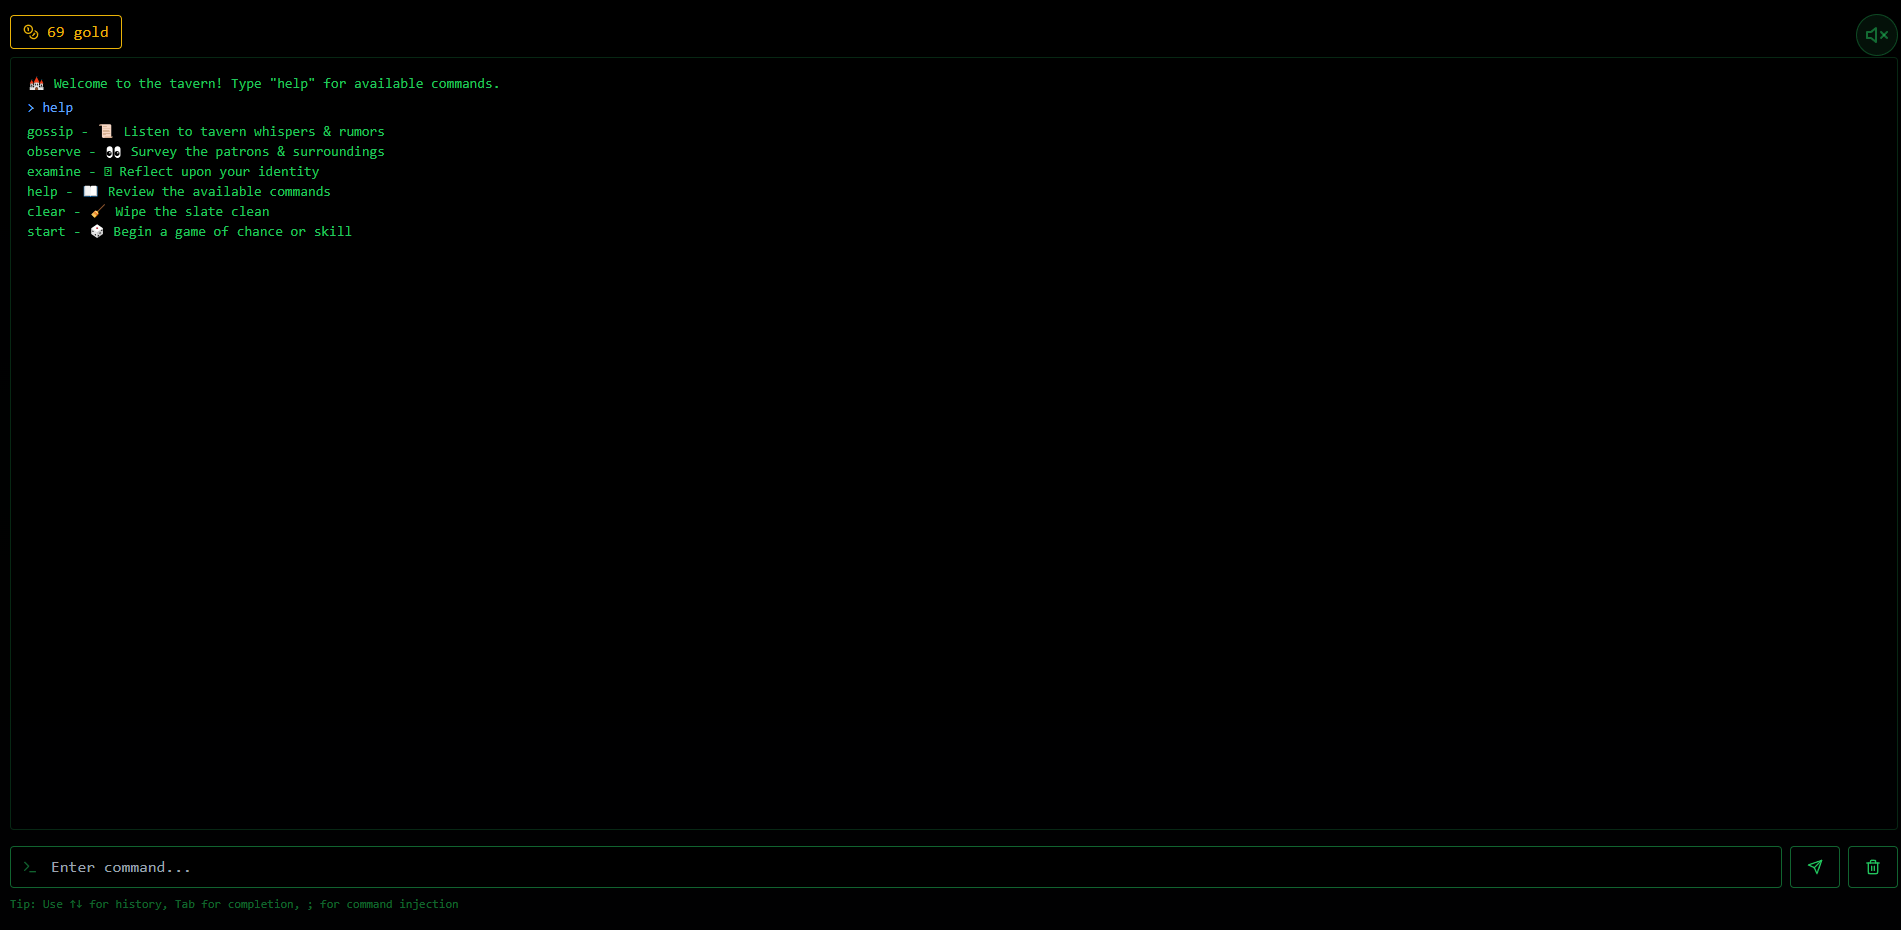 69 gold
Welcome to the tavern! Type "help" for available commands.
> help
gossip - 📜 Listen to tavern whispers & rumors
observe - 👀 Survey the patrons & surroundings
examine - Reflect upon your identity
help - 📖 Review the available commands
clear - 🧹 Wipe the slate clean
start - 🎲 Begin a game of chance or skill
>_ Enter command...
Tip: Use ↑↓ for history, Tab for completion, ; for command injection